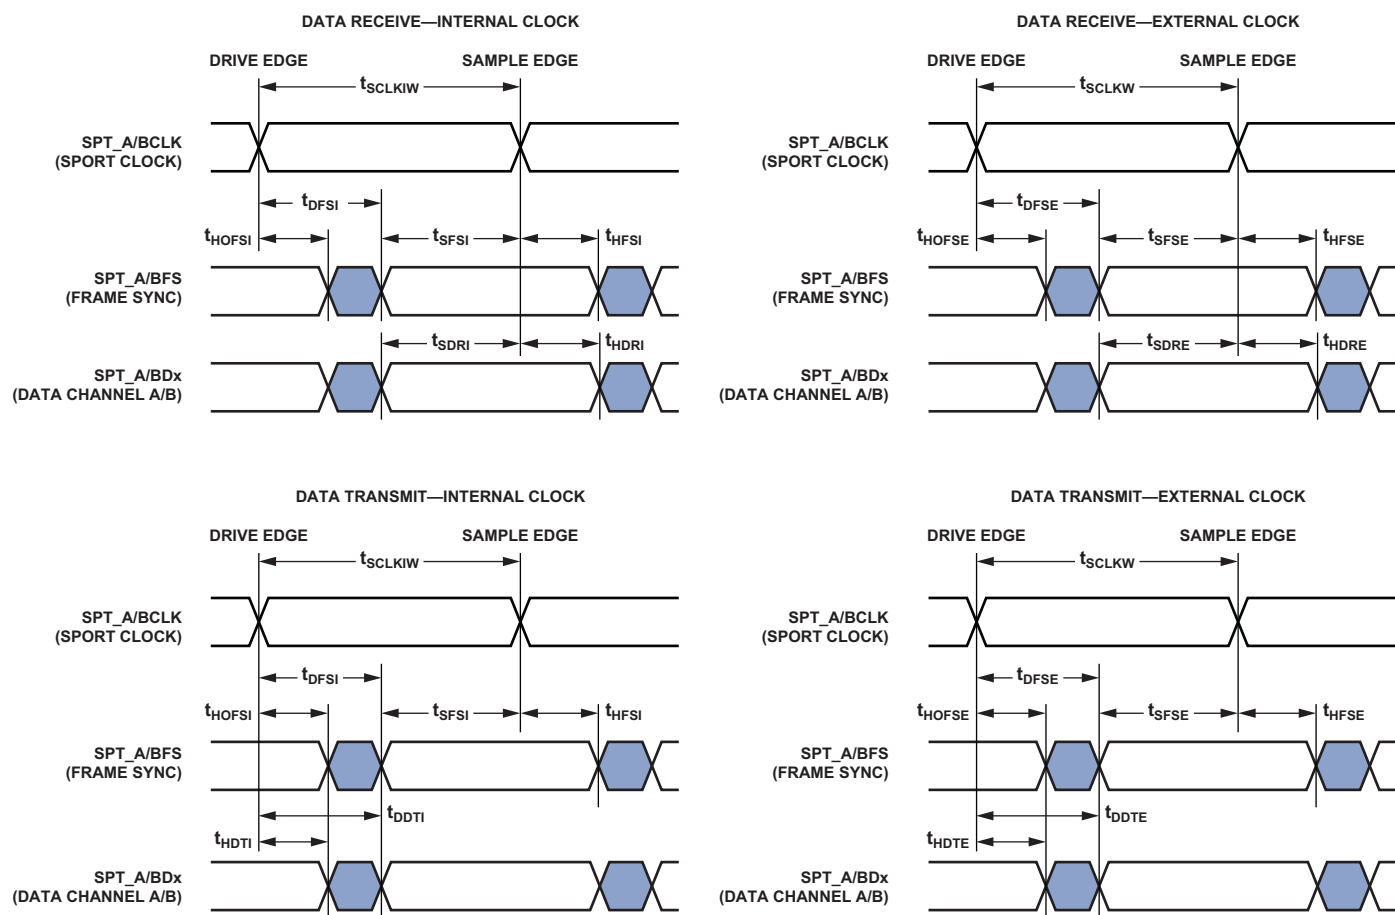 DATA RECEIVE—INTERNAL CLOCK
DRIVE EDGE
SAMPLE EDGE
tSCLKIW
SPT_A/BCLK
(SPORT CLOCK)
tDFSI
tHOFSI
tSFSI
tHFSI
SPT_A/BFS
(FRAME SYNC)
tSDRI
tHDRI
SPT_A/BDx
(DATA CHANNEL A/B)
DATA RECEIVE—EXTERNAL CLOCK
DRIVE EDGE
SAMPLE EDGE
tSCLKW
SPT_A/BCLK
(SPORT CLOCK)
tDFSE
tHOFSE
tSFSE
tHFSE
SPT_A/BFS
(FRAME SYNC)
tSDRE
tHDRE
SPT_A/BDx
(DATA CHANNEL A/B)
DATA TRANSMIT—INTERNAL CLOCK
DRIVE EDGE
SAMPLE EDGE
tSCLKIW
SPT_A/BCLK
(SPORT CLOCK)
tDFSI
tHOFSI
tSFSI
tHFSI
SPT_A/BFS
(FRAME SYNC)
tDDTI
tHDTI
SPT_A/BDx
(DATA CHANNEL A/B)
DATA TRANSMIT—EXTERNAL CLOCK
DRIVE EDGE
SAMPLE EDGE
tSCLKW
SPT_A/BCLK
(SPORT CLOCK)
tDFSE
tHOFSE
tSFSE
tHFSE
SPT_A/BFS
(FRAME SYNC)
tDDTE
tHDTE
SPT_A/BDx
(DATA CHANNEL A/B)